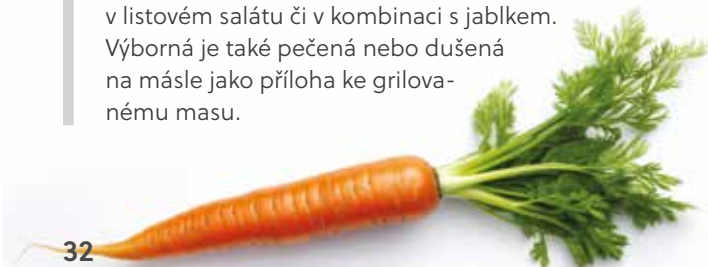 v listovém salátu či v kombinaci s jablkem.
Výborná je také pečená nebo dušená
na másle jako příloha ke grilova-
nému masu.
32